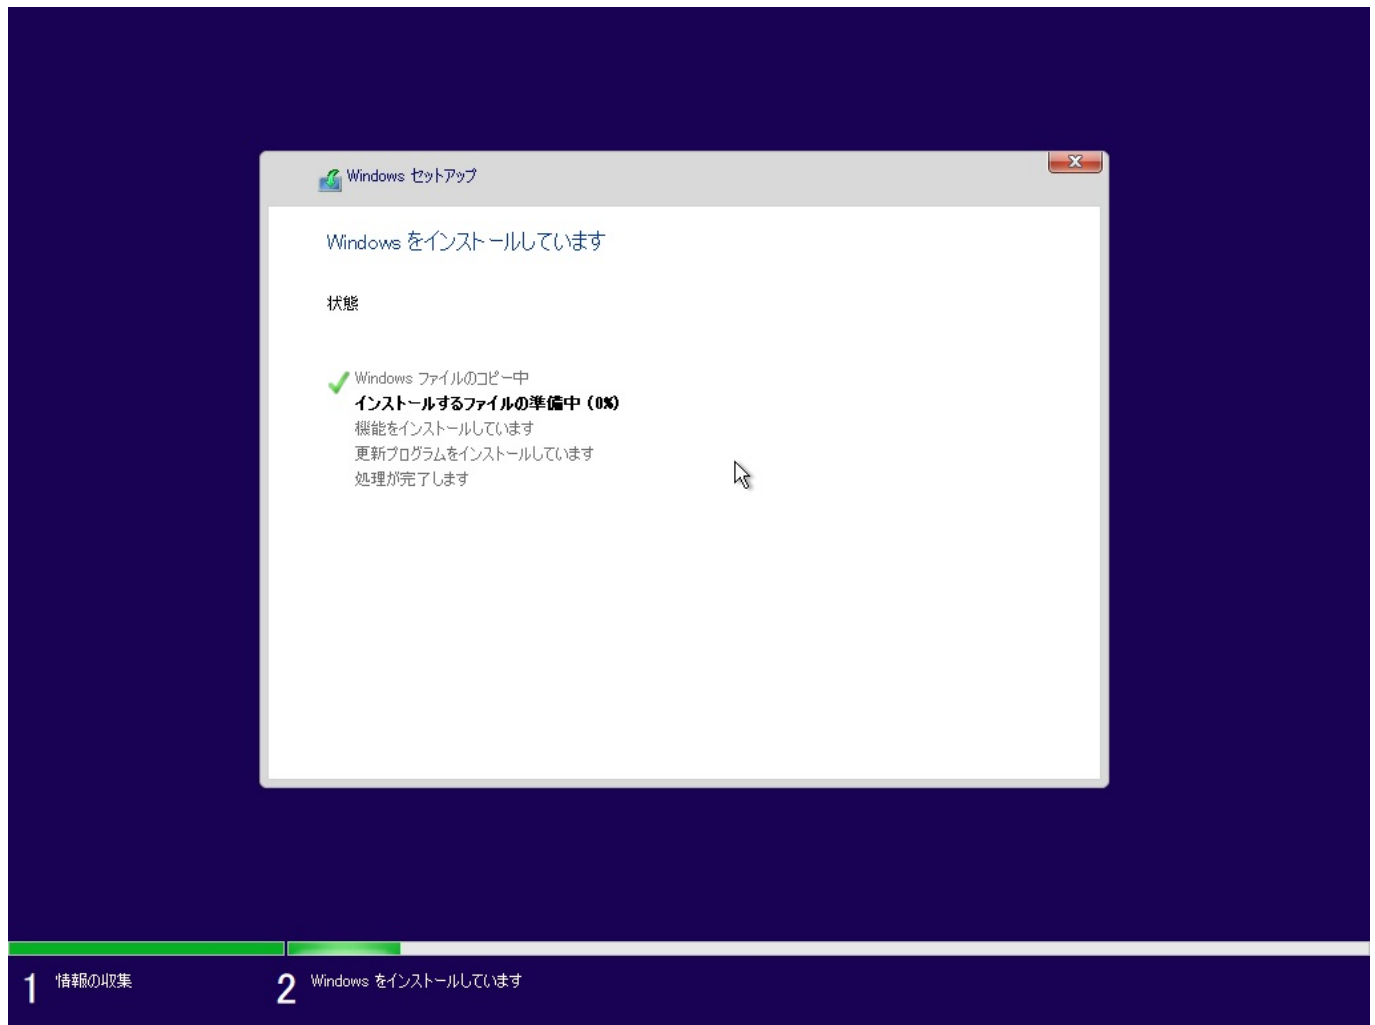 Windows セットアップ
Windows をインストールしています
状態
Windows ファイルのコピー中
インストールするファイルの準備中 (0%)
機能をインストールしています
更新プログラムをインストールしています
処理が完了します
1 情報の収集
2 Windows をインストールしています